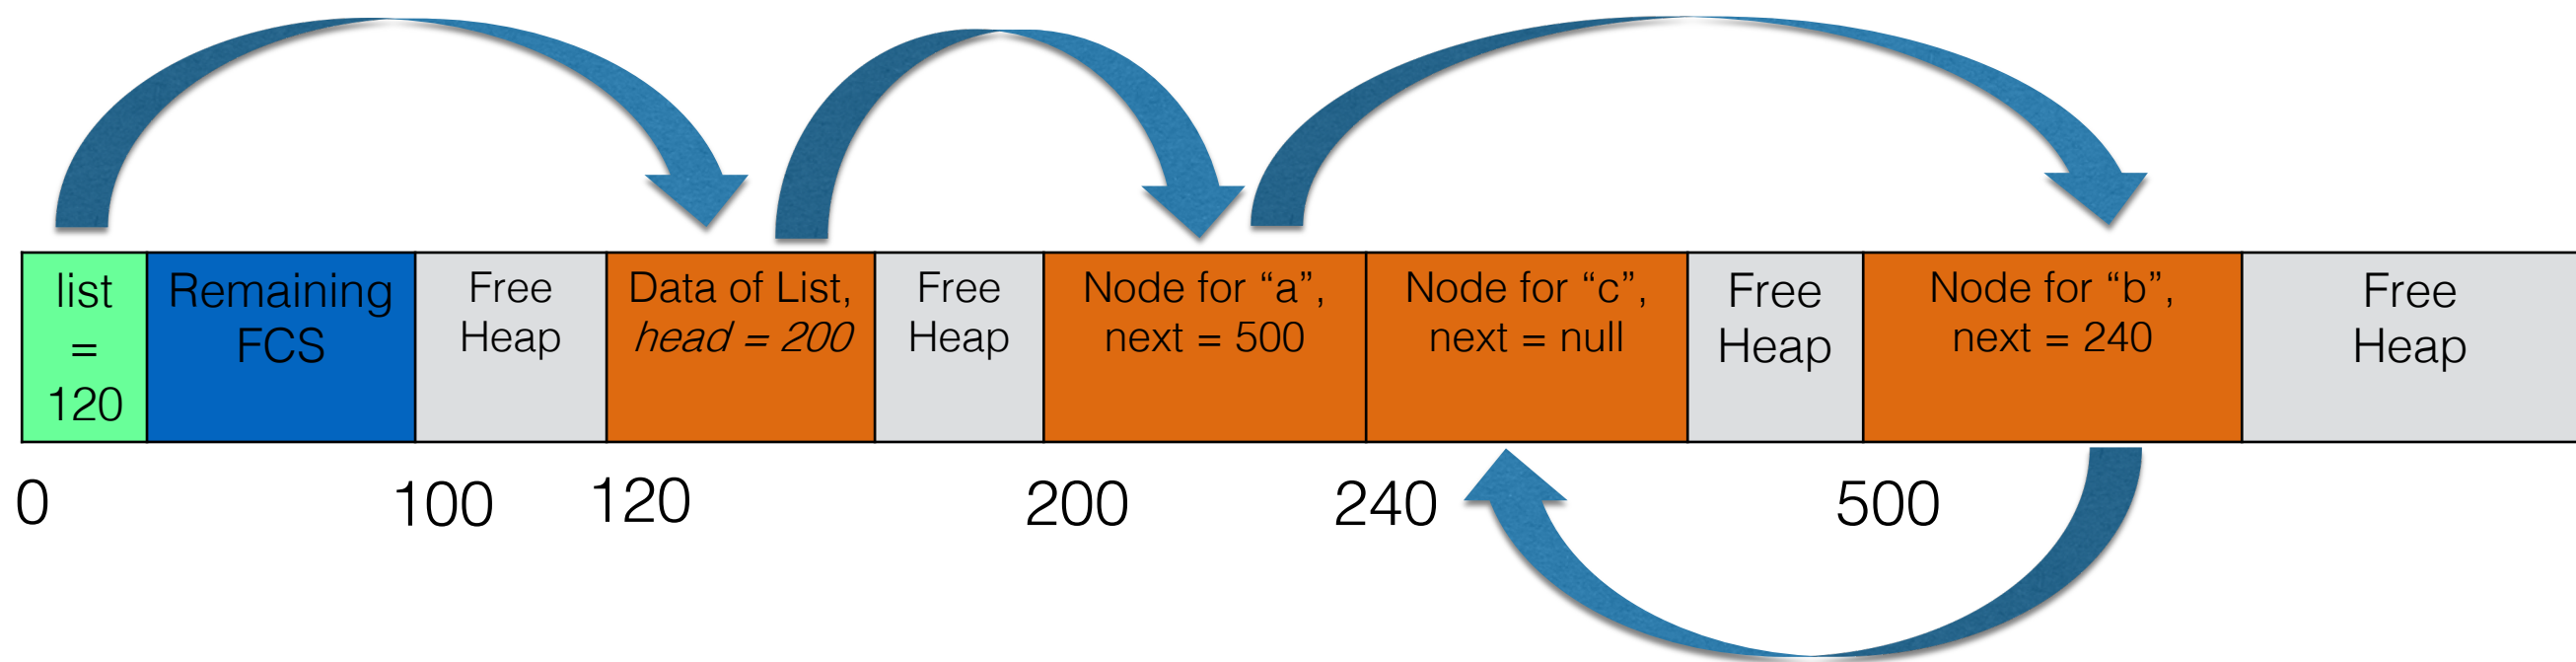 list
=
120
Remaining
FCS
Free
Heap
Data of List,
head = 200
Free
Heap
Node for “a”,
next = 500
Node for “c”,
next = null
Free
Heap
Node for “b”,
next = 240
Free
Heap
0
100
120
200
240
500